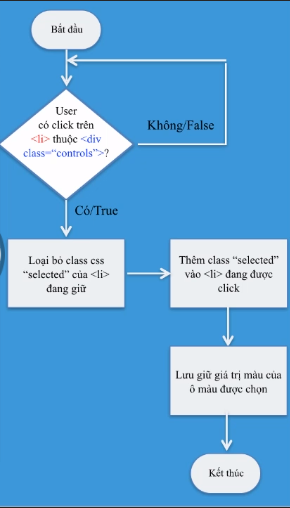 Bắt đầu
User
có click trên
<li> thuộc <div
class="controls">?
Không/False
Có/True
Loại bỏ class css
"selected" của <li>
đang giữ
Thêm class "selected"
vào <li> đang được
click
Lưu giữ giá trị màu của
ô màu được chọn
Kết thúc